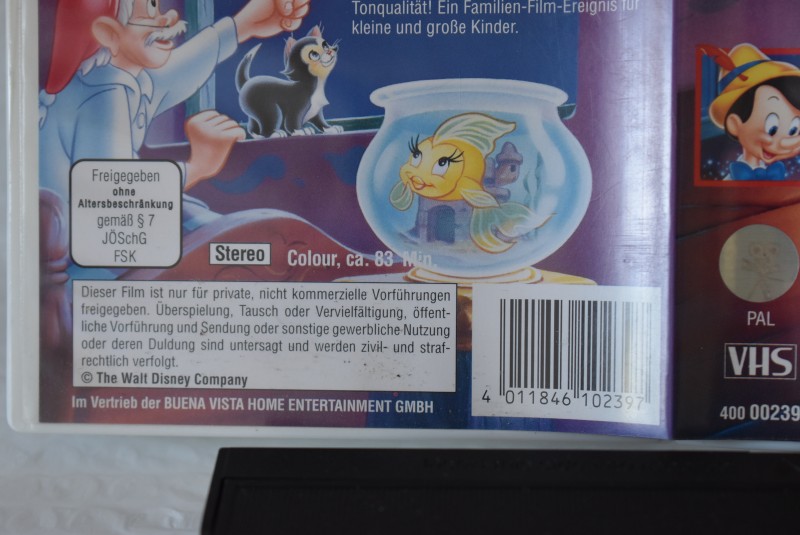 Tonqualität! Ein Familien-Film-Ereignis für
kleine und große Kinder.
Freigegeben
ohne
Altersbeschränkung
gemäß § 7
JÖSchG
FSK
Stereo
Colour, ca. 83 Min.
Dieser Film ist nur für private, nicht kommerzielle Vorführungen
freigegeben. Überspielung, Tausch oder Vervielfältigung, öffent-
liche Vorführung und Sendung oder sonstige gewerbliche Nutzung
oder deren Duldung sind untersagt und werden zivil- und straf-
rechtlich verfolgt.
© The Walt Disney Company
Im Vertrieb der BUENA VISTA HOME ENTERTAINMENT GMBH
4 011846 102397
PAL
VHS
400 00239